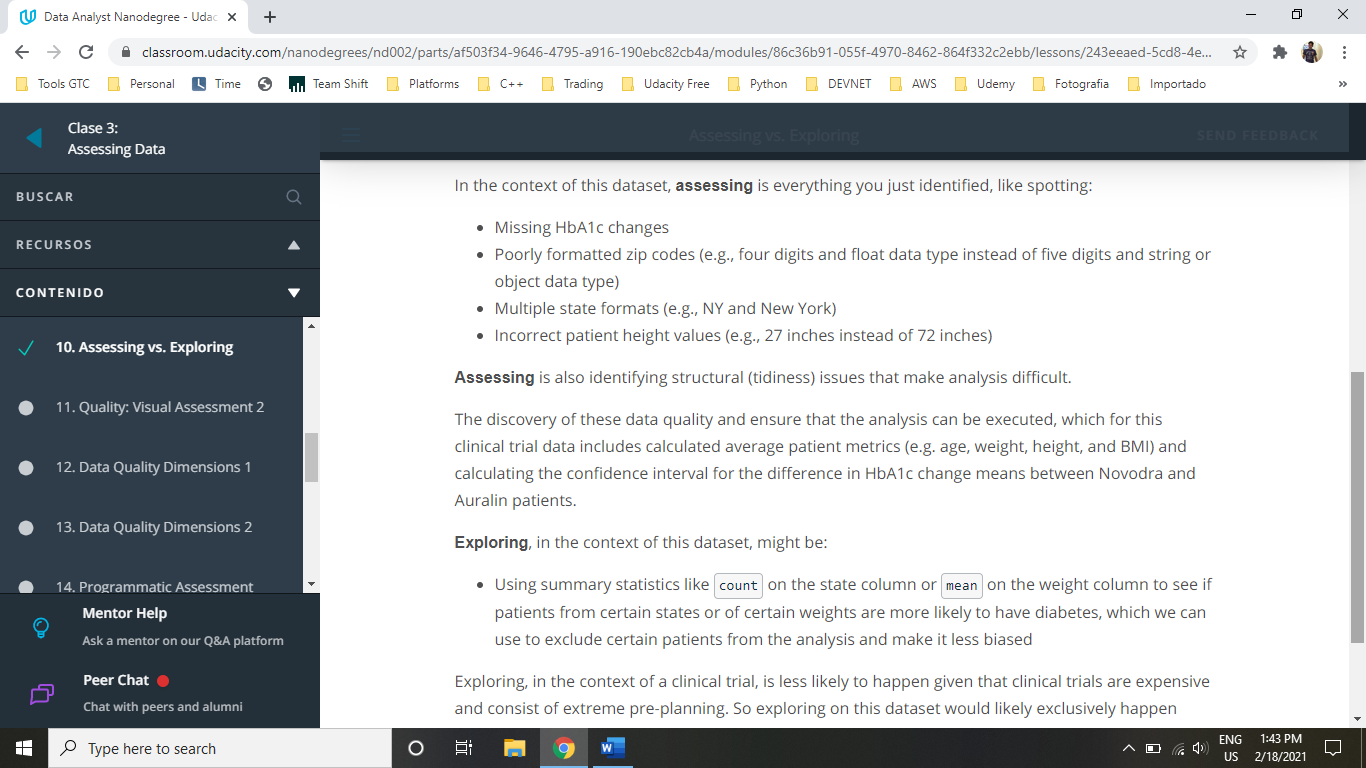 Data Analyst Nanodegree - Udac
classroom.udacity.com/nanodegrees/nd002/parts/af503f34-9646-4795-a916-190ebc82cb4a/modules/86c36b91-055f-4970-8462-864f332c2ebb/lessons/243eeaed-5cd8-4e...
Tools GTC Personal Time Team Shift Platforms C++ Trading Udacity Free Python DEVNET AWS Udemy Fotografia Importado »
Clase 3:
Assessing Data
BUSCAR
RECURSOS
CONTENIDO
10. Assessing vs. Exploring
11. Quality: Visual Assessment 2
12. Data Quality Dimensions 1
13. Data Quality Dimensions 2
14. Programmatic Assessment
Mentor Help
Ask a mentor on our Q&A platform
Peer Chat
Chat with peers and alumni
Assessing vs. Exploring
SEND FEEDBACK
In the context of this dataset, assessing is everything you just identified, like spotting:
• Missing HbA1c changes
• Poorly formatted zip codes (e.g., four digits and float data type instead of five digits and string or
object data type)
• Multiple state formats (e.g., NY and New York)
• Incorrect patient height values (e.g., 27 inches instead of 72 inches)
Assessing is also identifying structural (tidiness) issues that make analysis difficult.
The discovery of these data quality and ensure that the analysis can be executed, which for this
clinical trial data includes calculated average patient metrics (e.g. age, weight, height, and BMI) and
calculating the confidence interval for the difference in HbA1c change means between Novodra and
Auralin patients.
Exploring, in the context of this dataset, might be:
• Using summary statistics like count on the state column or mean on the weight column to see if
patients from certain states or of certain weights are more likely to have diabetes, which we can
use to exclude certain patients from the analysis and make it less biased
Exploring, in the context of a clinical trial, is less likely to happen given that clinical trials are expensive
and consist of extreme pre-planning. So exploring on this dataset would likely exclusively happen
Type here to search
W
ENG
US
1:43 PM
2/18/2021